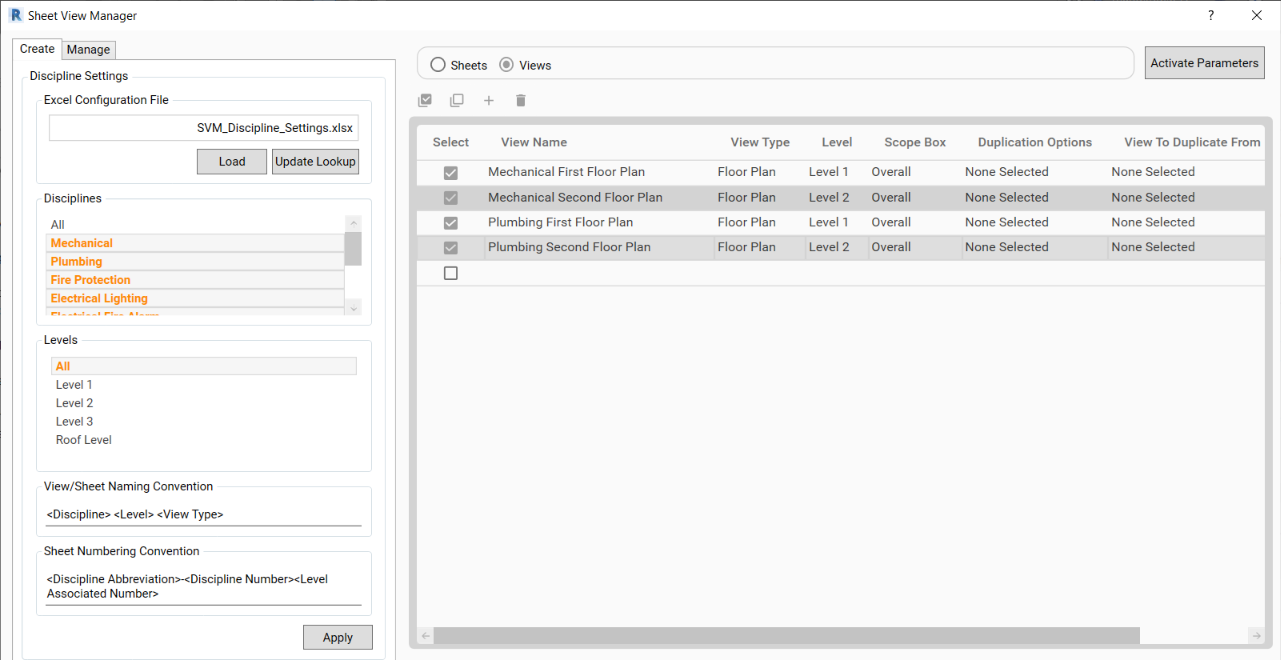 R Sheet View Manager ?
Create Manage
Discipline Settings
Excel Configuration File
SVM_Discipline_Settings.xlsx
Load Update Lookup
Disciplines
All
Mechanical
Plumbing
Fire Protection
Electrical Lighting
Electrical Fire Alarm
Levels
All
Level 1
Level 2
Level 3
Roof Level
View/Sheet Naming Convention
<Discipline> <Level> <View Type>
Sheet Numbering Convention
<Discipline Abbreviation>-<Discipline Number><Level
Associated Number>
Apply
Sheets Views
Activate Parameters
Select View Name View Type Level Scope Box Duplication Options View To Duplicate From
Mechanical First Floor Plan Floor Plan Level 1 Overall None Selected None Selected
Mechanical Second Floor Plan Floor Plan Level 2 Overall None Selected None Selected
Plumbing First Floor Plan Floor Plan Level 1 Overall None Selected None Selected
Plumbing Second Floor Plan Floor Plan Level 2 Overall None Selected None Selected